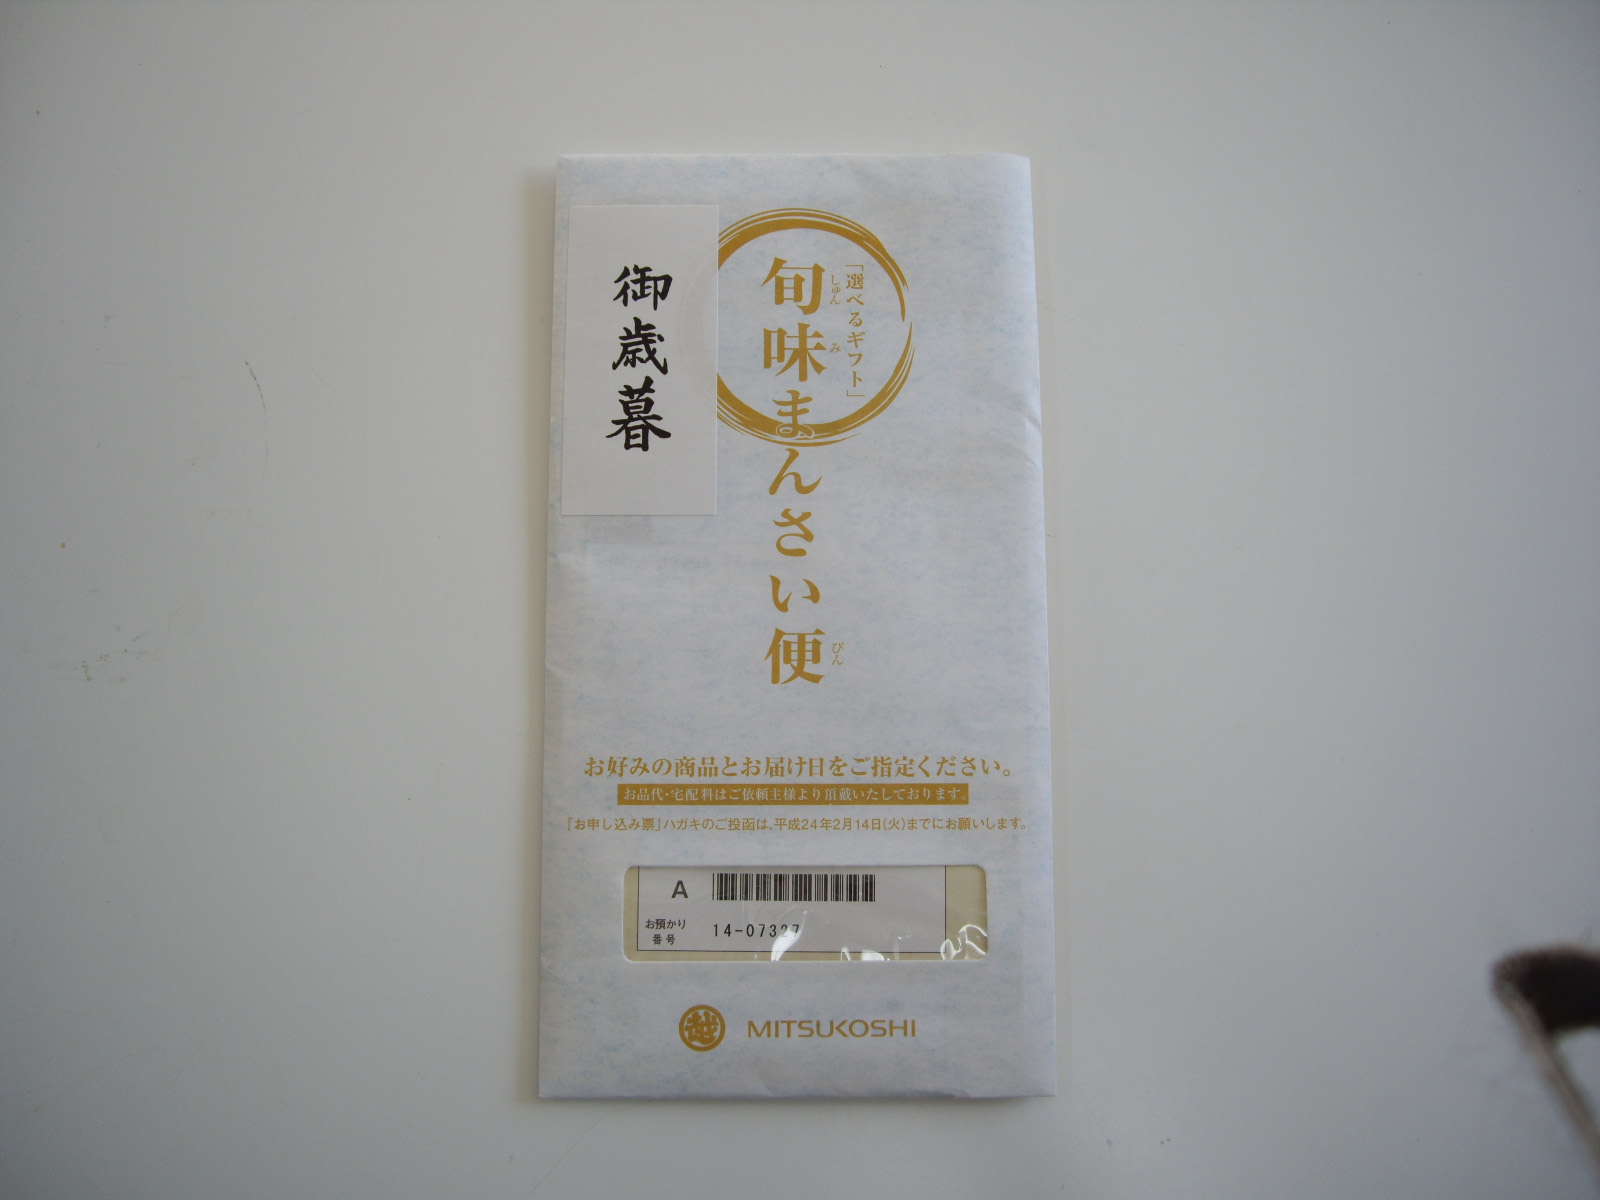 御歳暮
「選べるギフト」
旬味まんさい便
しゅん
み
びん
お好みの商品とお届け日をご指定ください。
お品代・宅配料はご依頼主様より頂戴いたしております。
『お申し込み票』ハガキのご投函は、平成24年2月14日(火)までにお願いします。
A
お預かり
番号
14-07327
越
MITSUKOSHI